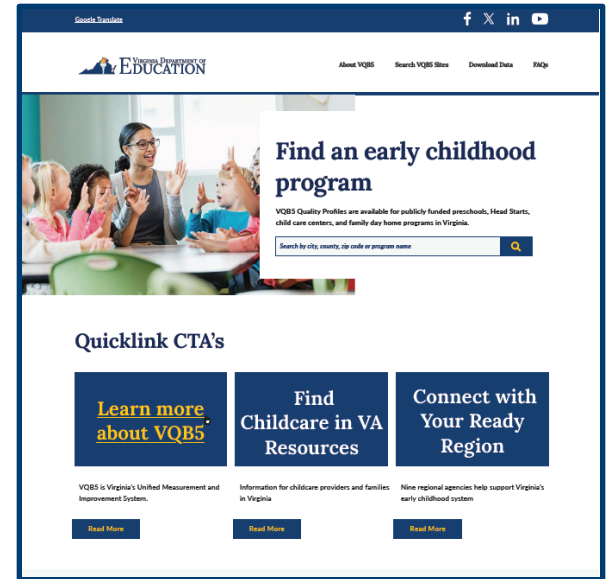 Google Translate
f X in
VIRGINIA DEPARTMENT OF
EDUCATION
About VQB5 Search VQB5 Sites Download Data FAQs
Find an early childhood
program
VQB5 Quality Profiles are available for publicly funded preschools, Head Starts,
child care centers, and family day home programs in Virginia.
Search by city, county, zip code or program name
Quicklink CTA's
Learn more
about VQB5
Find
Childcare in VA
Resources
Connect with
Your Ready
Region
VQB5 is Virginia's Unified Measurement and
Improvement System.
Information for childcare providers and families
in Virginia
Nine regional agencies help support Virginia's
early childhood system
Read More
Read More
Read More